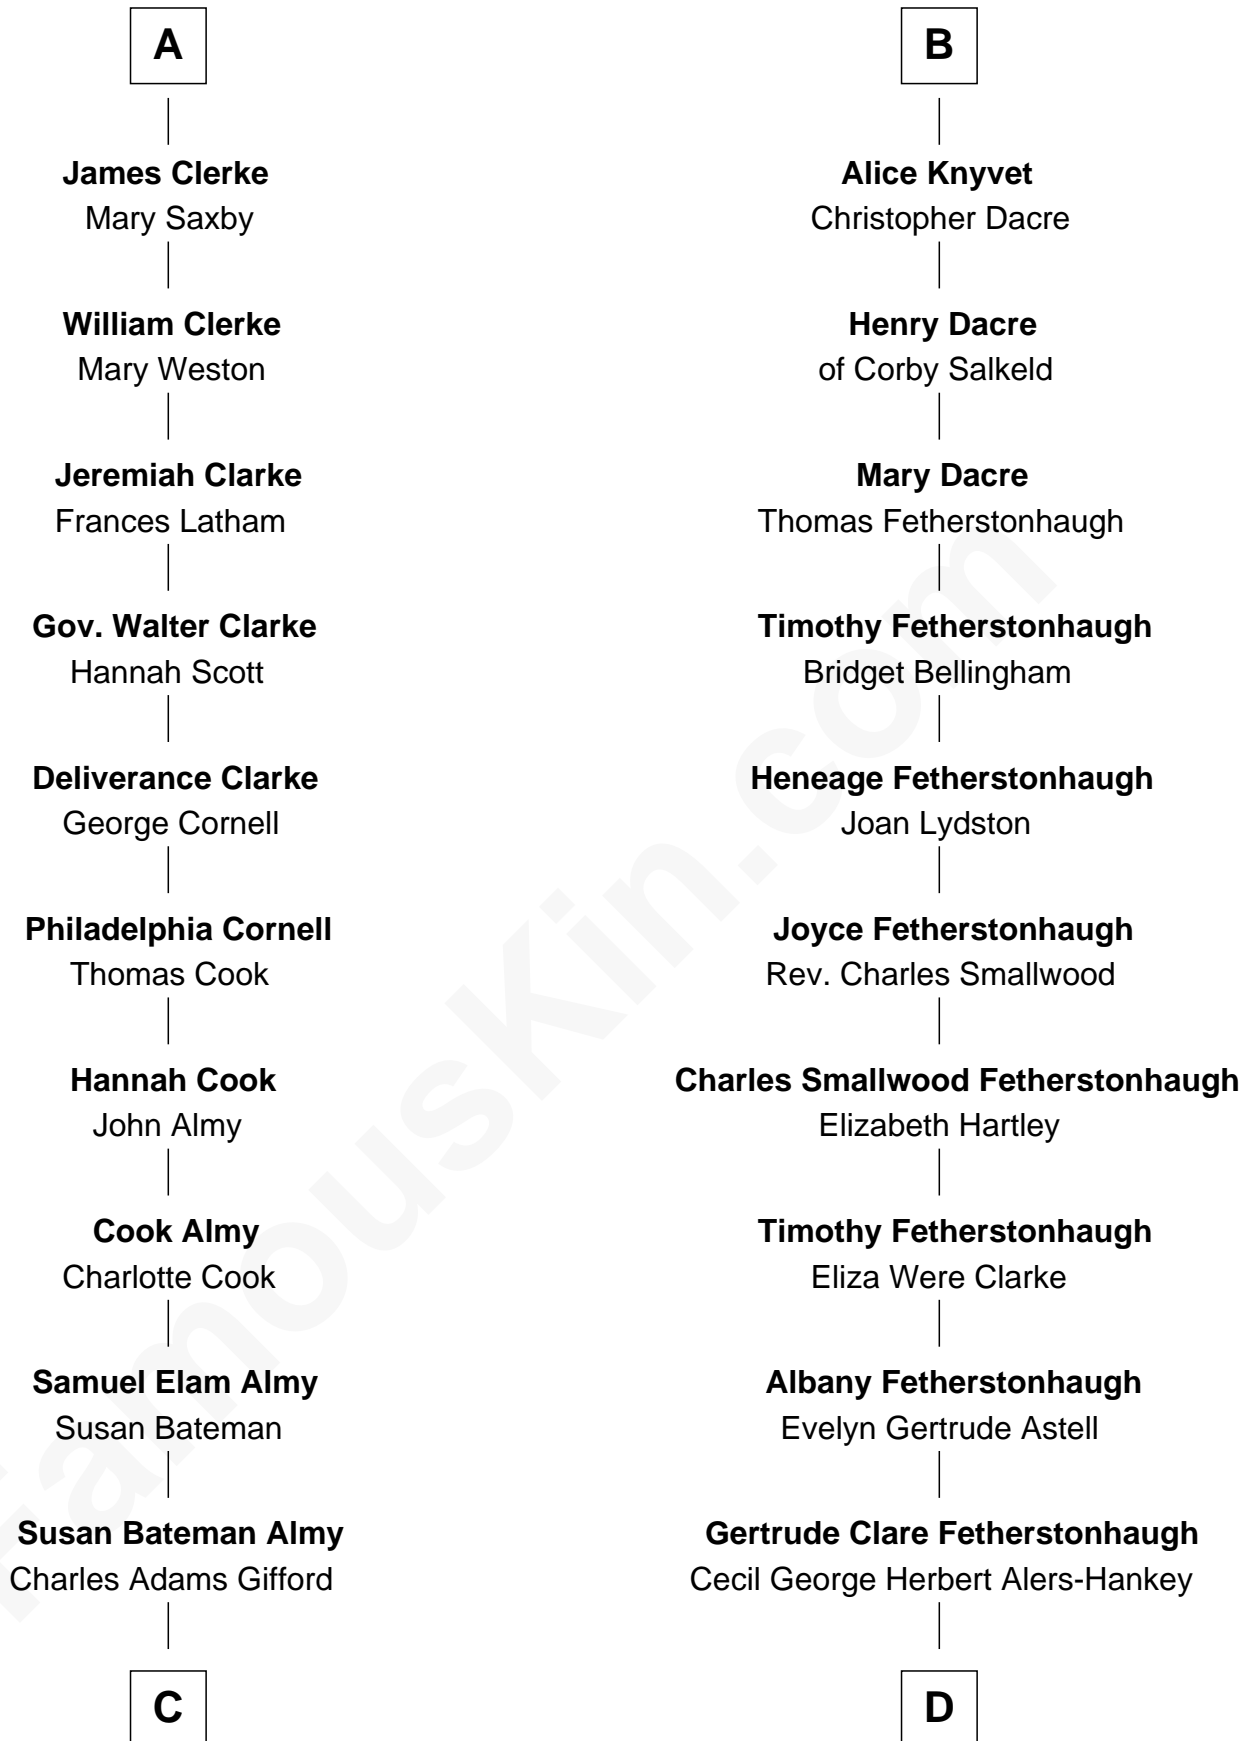 A
James Clerke
Mary Saxby
William Clerke
Mary Weston
Jeremiah Clarke
Frances Latham
Gov. Walter Clarke
Hannah Scott
Deliverance Clarke
George Cornell
Philadelphia Cornell
Thomas Cook
Hannah Cook
John Almy
Cook Almy
Charlotte Cook
Samuel Elam Almy
Susan Bateman
Susan Bateman Almy
Charles Adams Gifford
C
B
Alice Knyvet
Christopher Dacre
Henry Dacre
of Corby Salkeld
Mary Dacre
Thomas Fetherstonhaugh
Timothy Fetherstonhaugh
Bridget Bellingham
Heneage Fetherstonhaugh
Joan Lydston
Joyce Fetherstonhaugh
Rev. Charles Smallwood
Charles Smallwood Fetherstonhaugh
Elizabeth Hartley
Timothy Fetherstonhaugh
Eliza Were Clarke
Albany Fetherstonhaugh
Evelyn Gertrude Astell
Gertrude Clare Fetherstonhaugh
Cecil George Herbert Alers-Hankey
D
FamousKin.com